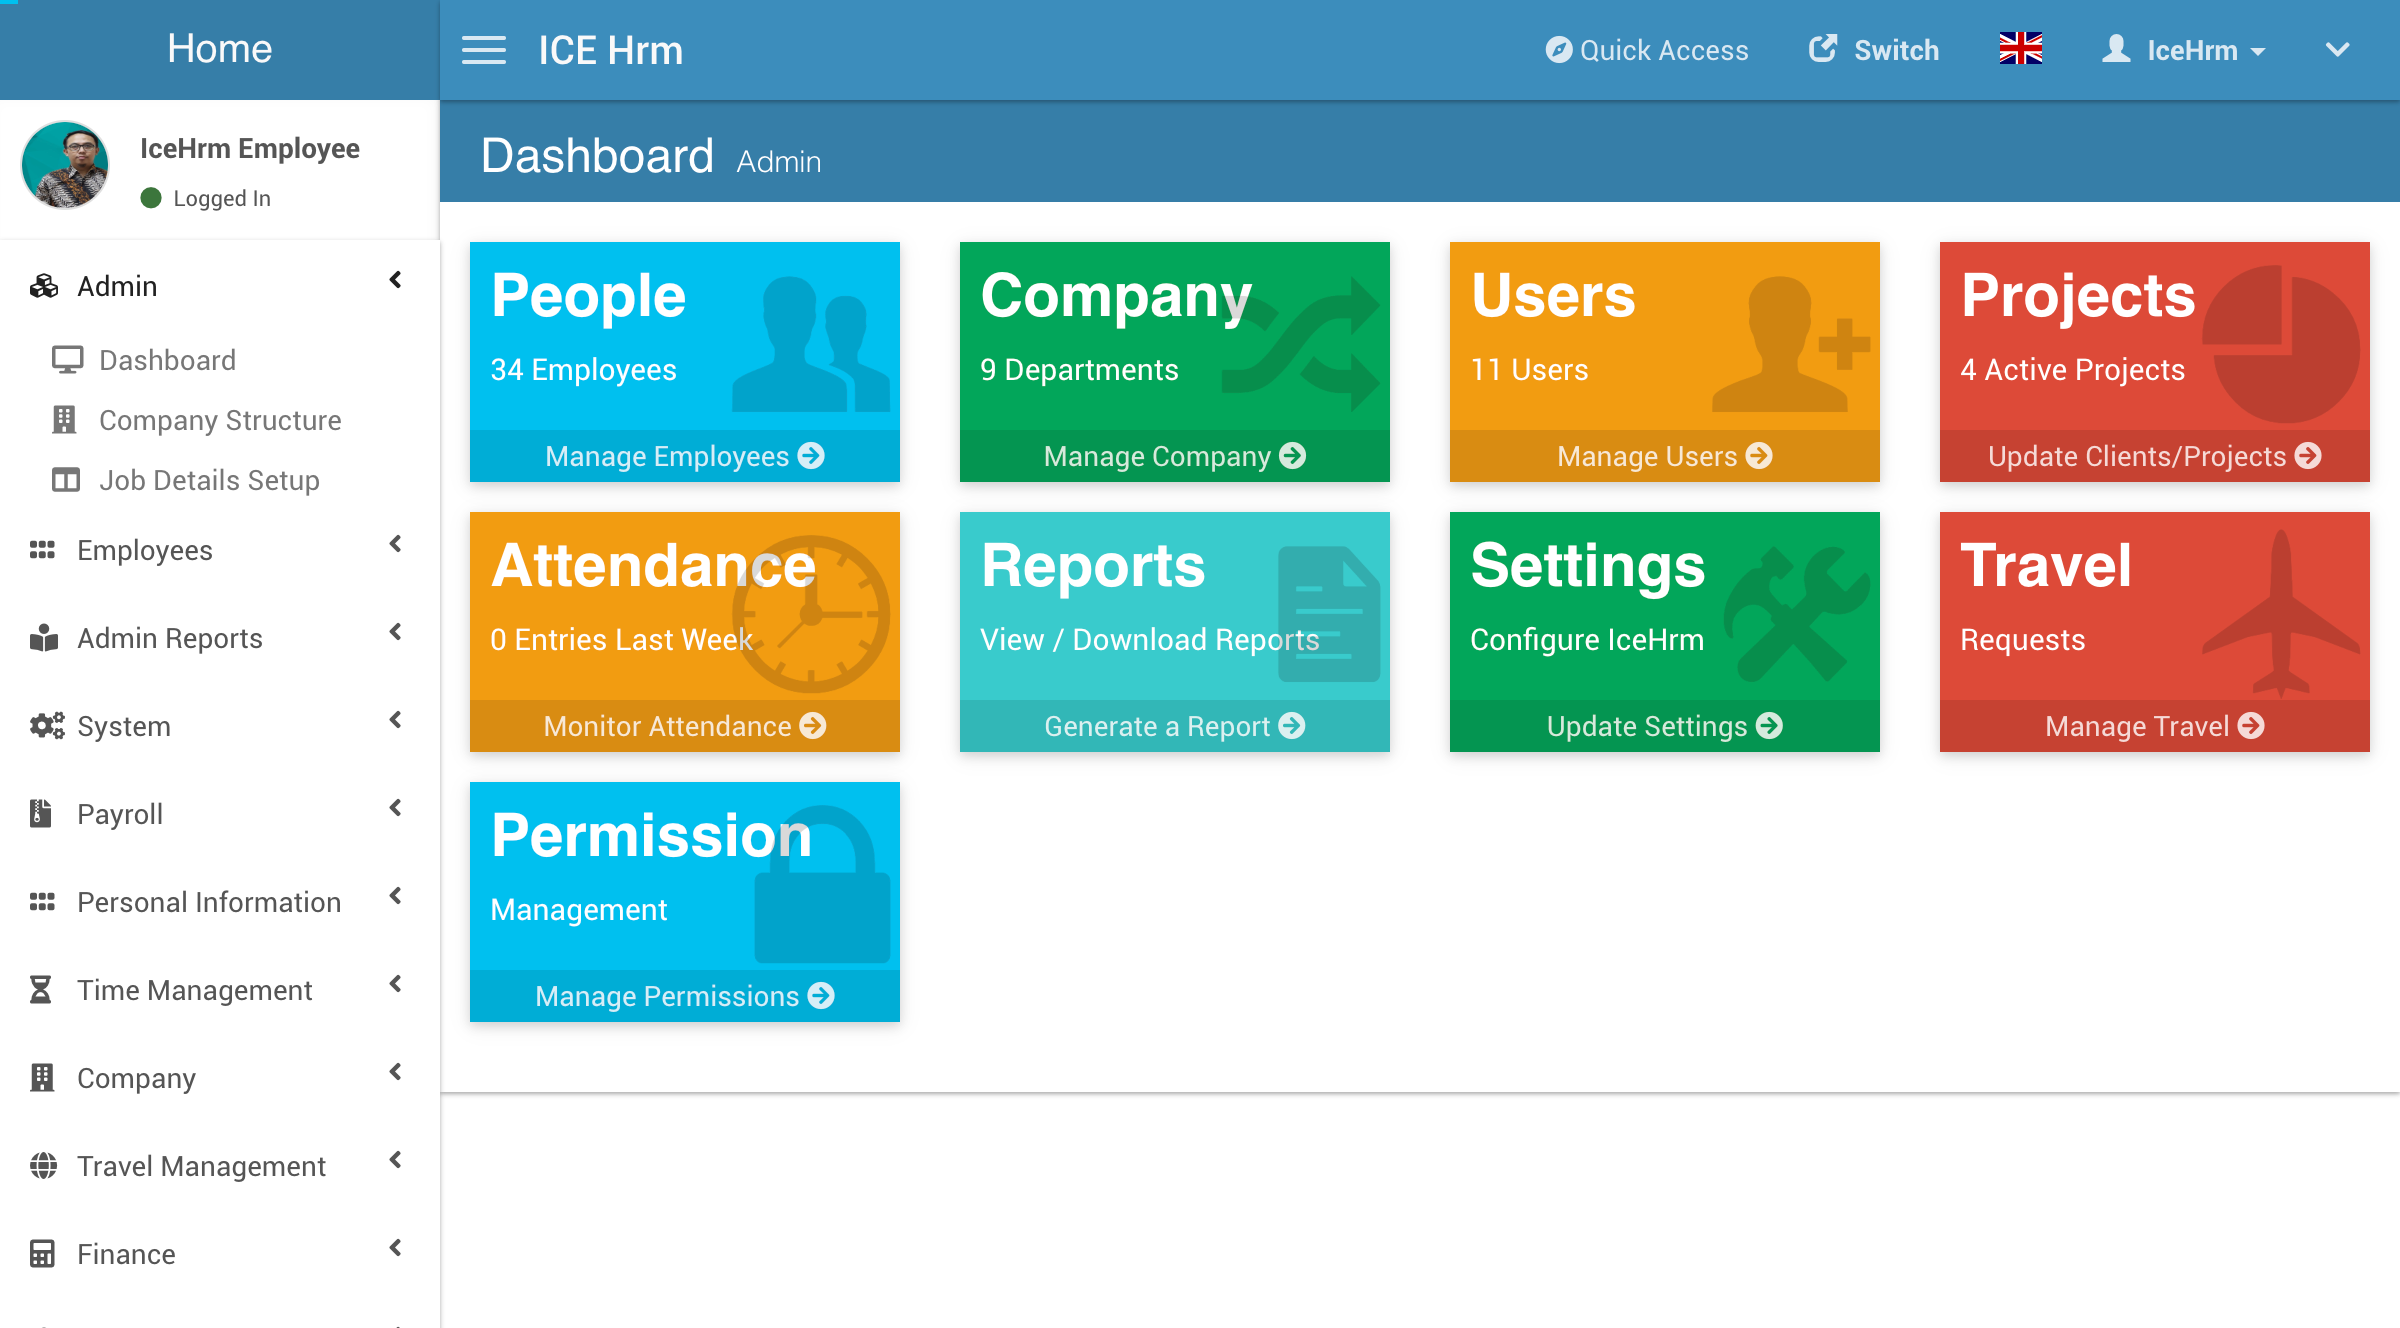 Home
ICE Hrm
Quick Access
Switch
IceHrm
IceHrm Employee
Logged In
Dashboard Admin
Admin
Dashboard
Company Structure
Job Details Setup
Employees
Admin Reports
System
Payroll
Personal Information
Time Management
Company
Travel Management
Finance
People
34 Employees
Manage Employees
Company
9 Departments
Manage Company
Users
11 Users
Manage Users
Projects
4 Active Projects
Update Clients/Projects
Attendance
0 Entries Last Week
Monitor Attendance
Reports
View / Download Reports
Generate a Report
Settings
Configure IceHrm
Update Settings
Travel
Requests
Manage Travel
Permission
Management
Manage Permissions